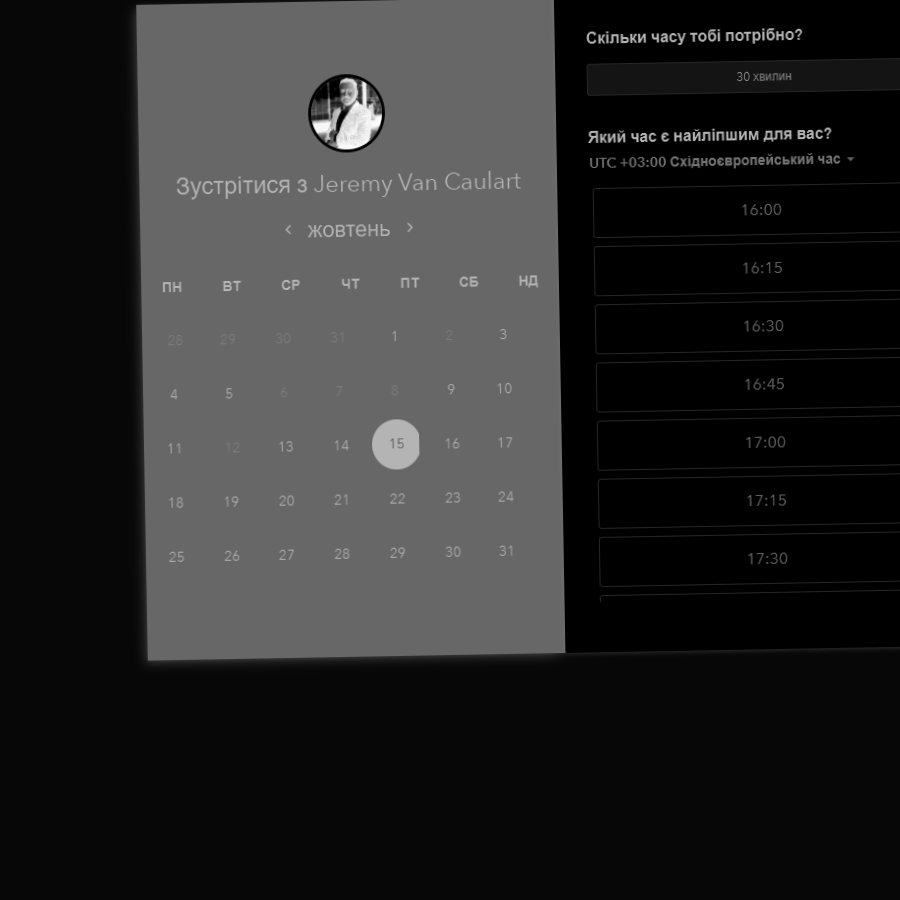 Зустрітися з Jeremy Van Caulart
‹ жовтень ›
ПН ВТ СР ЧТ ПТ СБ НД
28 29 30 31 1 2 3
4 5 6 7 8 9 10
11 12 13 14 15 16 17
18 19 20 21 22 23 24
25 26 27 28 29 30 31
Скільки часу тобі потрібно?
30 хвилин
Який час є найліпшим для вас?
UTC +03:00 Східноєвропейський час
16:00
16:15
16:30
16:45
17:00
17:15
17:30